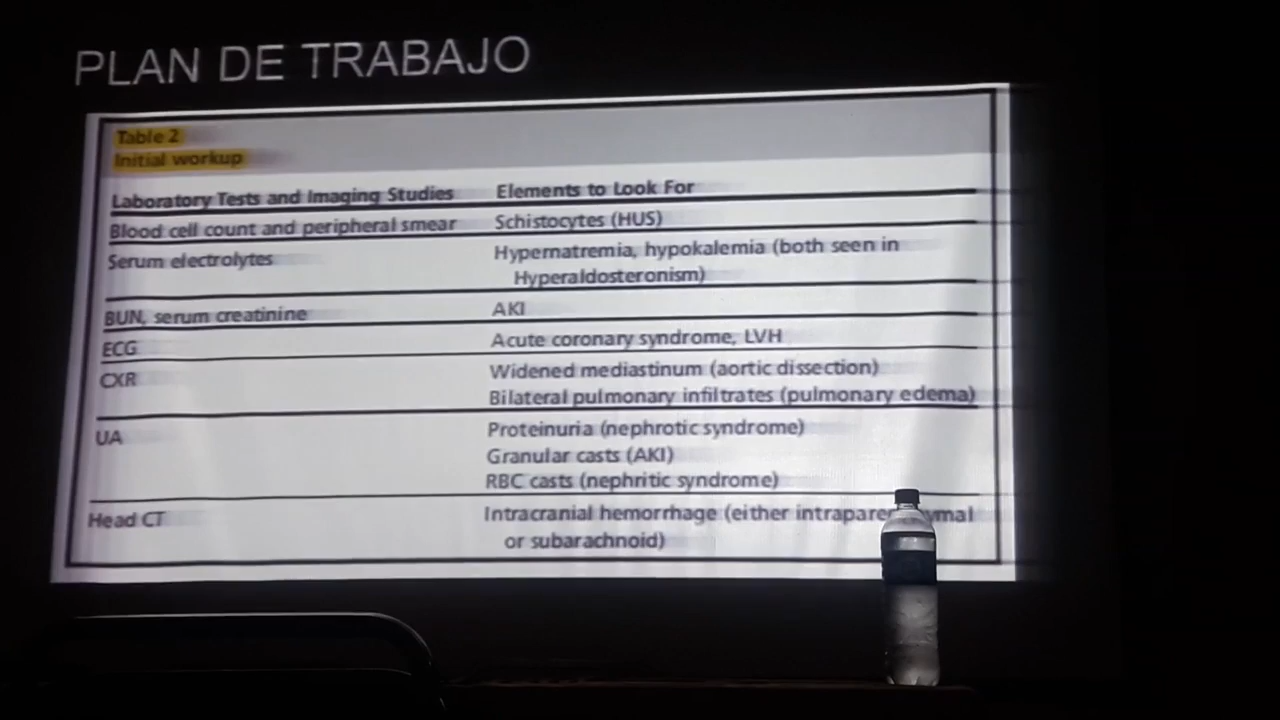 PLAN DE TRABAJO
Table 2
Initial workup
Laboratory Tests and Imaging Studies Elements to Look For
Blood cell count and peripheral smear Schistocytes (HUS)
Serum electrolytes Hypernatremia, hypokalemia (both seen in
Hyperaldosteronism)
BUN, serum creatinine AKI
ECG Acute coronary syndrome, LVH
CXR Widened mediastinum (aortic dissection)
Bilateral pulmonary infiltrates (pulmonary edema)
UA Proteinuria (nephrotic syndrome)
Granular casts (AKI)
RBC casts (nephritic syndrome)
Head CT Intracranial hemorrhage (either
or subarachnoid)